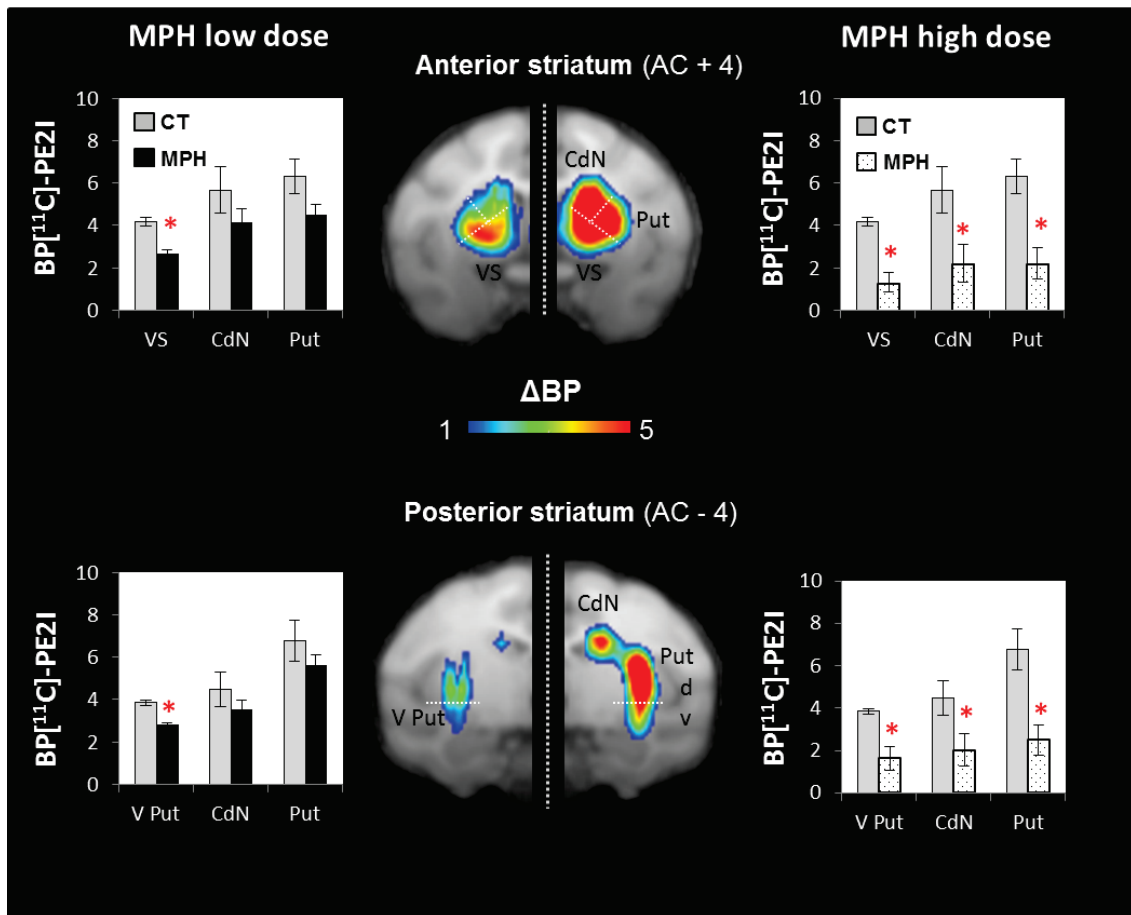 MPH low dose
MPH high dose
Anterior striatum (AC + 4)
BP[¹¹C]-PE2I
10
8
6
4
2
0
CT
MPH
*
VS
CdN
Put
CdN
Put
VS
VS
BP[¹¹C]-PE2I
10
8
6
4
2
0
CT
MPH
*
*
*
VS
CdN
Put
ΔBP
1
5
Posterior striatum (AC - 4)
BP[¹¹C]-PE2I
10
8
6
4
2
0
*
V Put
CdN
Put
CdN
Put
d
v
V Put
BP[¹¹C]-PE2I
10
8
6
4
2
0
*
*
*
V Put
CdN
Put